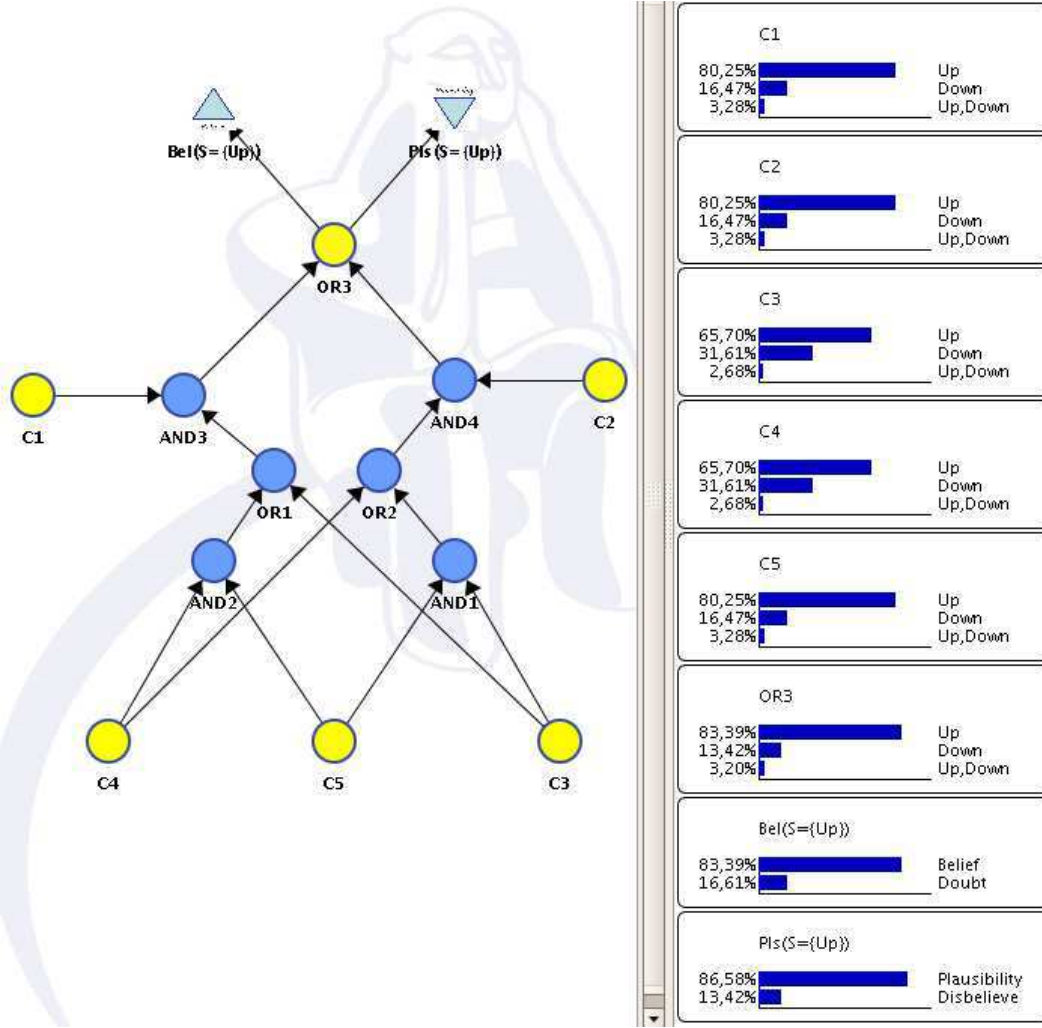 Bel(S={Up})
Pls(S={Up})
OR3
C1
AND3
AND4
C2
OR1
OR2
AND2
AND1
C4
C5
C3
C1
80,25% Up
16,47% Down
3,28% Up,Down
C2
80,25% Up
16,47% Down
3,28% Up,Down
C3
65,70% Up
31,61% Down
2,68% Up,Down
C4
65,70% Up
31,61% Down
2,68% Up,Down
C5
80,25% Up
16,47% Down
3,28% Up,Down
OR3
83,39% Up
13,42% Down
3,20% Up,Down
Bel(S={Up})
83,39% Belief
16,61% Doubt
Pls(S={Up})
86,58% Plausibility
13,42% Disbelieve